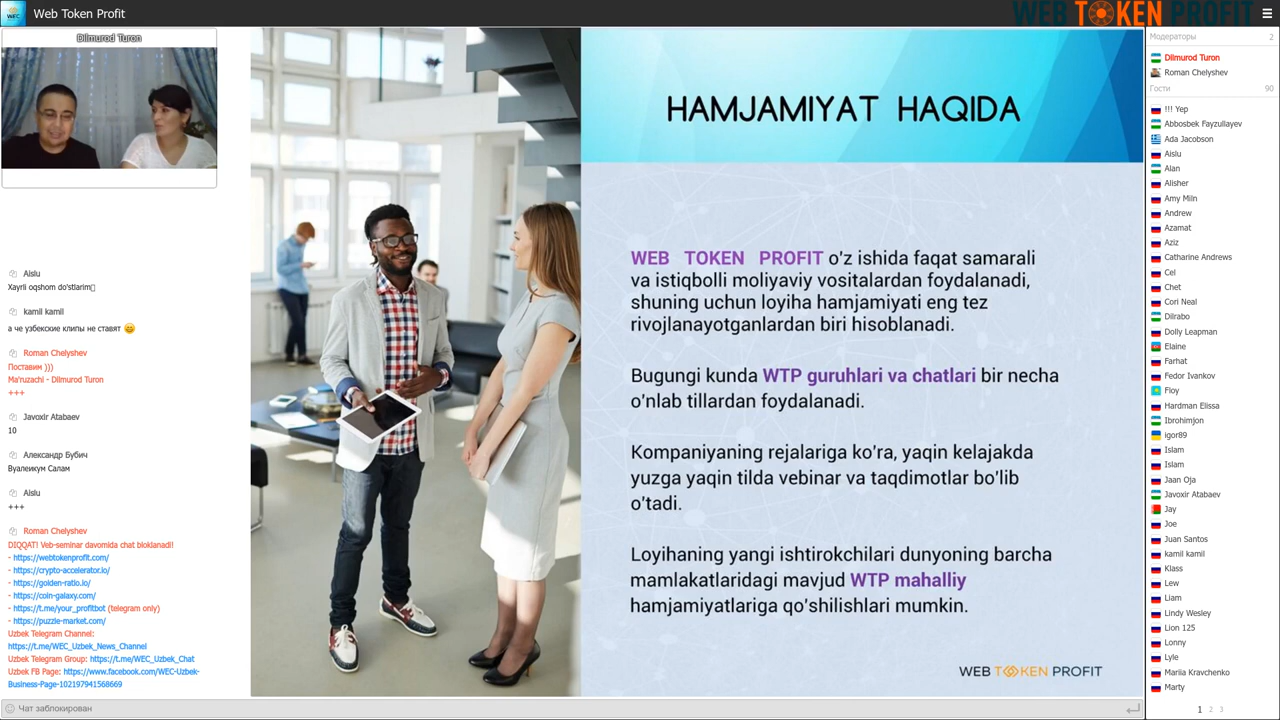 Web Token Profit
WEB TOKEN PROFIT
Dilmurod Turon
Aislu
Xayrli oqshom do'stlarim
kamil kamil
а че узбекские клипы не ставят
Roman Chelyshev
Поставим )))
Ma'ruzachi - Dilmurod Turon
+++
Javoxir Atabaev
10
Александр Бубич
Вуалеикум Салам
Aislu
+++
Roman Chelyshev
DIQQAT! Veb-seminar davomida chat bloklanadi!
- https://webtokenprofit.com/
- https://crypto-accelerator.io/
- https://golden-ratio.io/
- https://coin-galaxy.com/
- https://t.me/your_profitbot (telegram only)
- https://puzzle-market.com/
Uzbek Telegram Channel:
https://t.me/WEC_Uzbek_News_Channel
Uzbek Telegram Group: https://t.me/WEC_Uzbek_Chat
Uzbek FB Page: https://www.facebook.com/WEC-Uzbek-
Business-Page-102197941568669
Чат заблокирован
HAMJAMIYAT HAQIDA
WEB TOKEN PROFIT o'z ishida faqat samarali
va istiqbolli moliyaviy vositalardan foydalanadi,
shuning uchun loyiha hamjamiyati eng tez
rivojlanayotganlardan biri hisoblanadi.
Bugungi kunda WTP guruhlari va chatlari bir necha
o'nlab tillardan foydalanadi.
Kompaniyaning rejalariga ko'ra, yaqin kelajakda
yuzga yaqin tilda vebinar va taqdimotlar bo'lib
o'tadi.
Loyihaning yangi ishtirokchilari dunyoning barcha
mamlakatlaridagi mavjud WTP mahalliy
hamjamiyatlariga qo'shilishlari mumkin.
WEB TOKEN PROFIT
Модераторы 2
Dilmurod Turon
Roman Chelyshev
Гости 90
!!! Yep
Abbosbek Fayzullayev
Ada Jacobson
Aislu
Alan
Alisher
Amy Miln
Andrew
Azamat
Aziz
Catharine Andrews
Cel
Chet
Cori Neal
Dilrabo
Dolly Leapman
Elaine
Farhat
Fedor Ivankov
Floy
Hardman Elissa
Ibrohimjon
igor89
Islam
Islam
Jaan Oja
Javoxir Atabaev
Jay
Joe
Juan Santos
kamil kamil
Klass
Lew
Liam
Lindy Wesley
Lion 125
Lonny
Lyle
Mariia Kravchenko
Marty
1 2 3